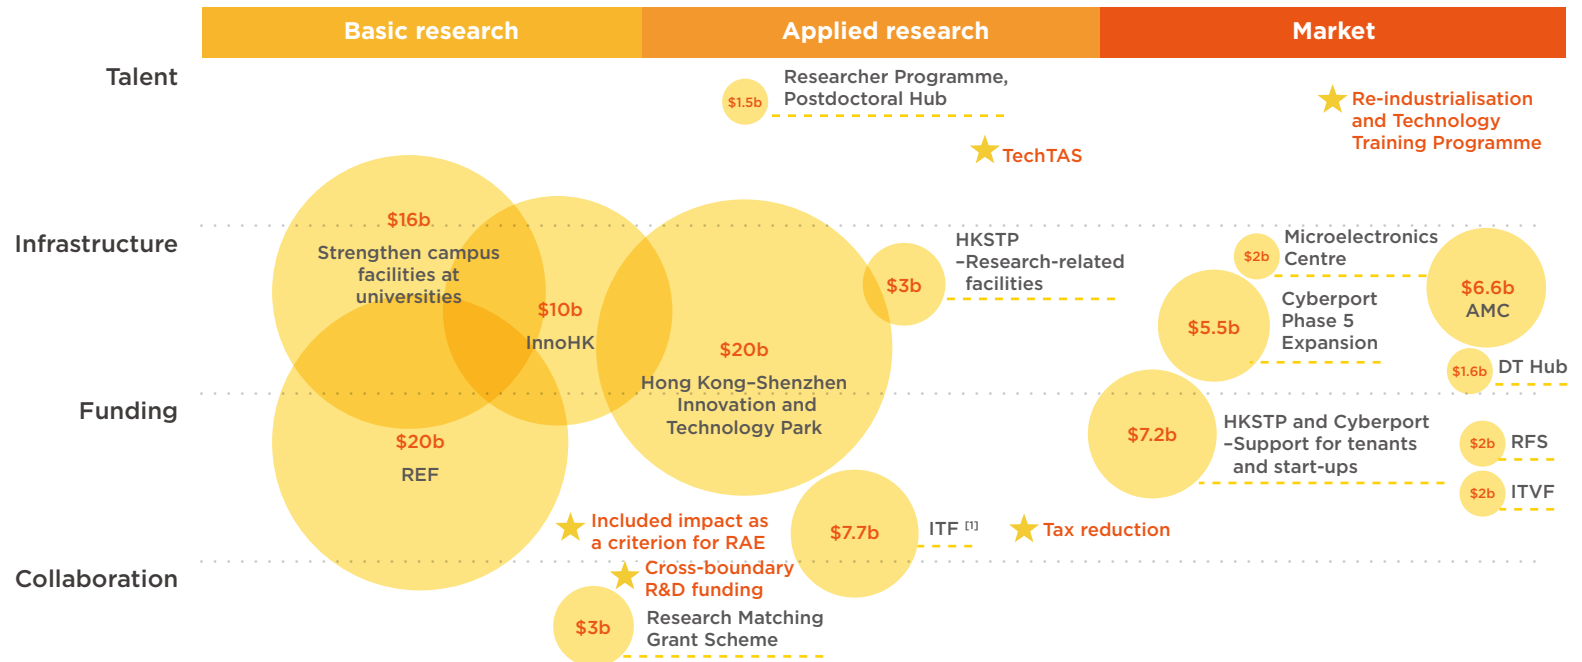 Basic research
Applied research
Market
Talent
$1.5b
Researcher Programme,
Postdoctoral Hub
TechTAS
Re-industrialisation
and Technology
Training Programme
Infrastructure
$16b
Strengthen campus
facilities at
universities
$10b
InnoHK
$20b
Hong Kong–Shenzhen
Innovation and
Technology Park
$3b
HKSTP
–Research-related
facilities
$2b
Microelectronics
Centre
$5.5b
Cyberport
Phase 5
Expansion
$6.6b
AMC
$1.6b
DT Hub
Funding
$20b
REF
$7.2b
HKSTP and Cyberport
–Support for tenants
and start-ups
$2b
RFS
$2b
ITVF
Included impact as
a criterion for RAE
$7.7b
ITF [1]
Tax reduction
Collaboration
Cross-boundary
R&D funding
$3b
Research Matching
Grant Scheme